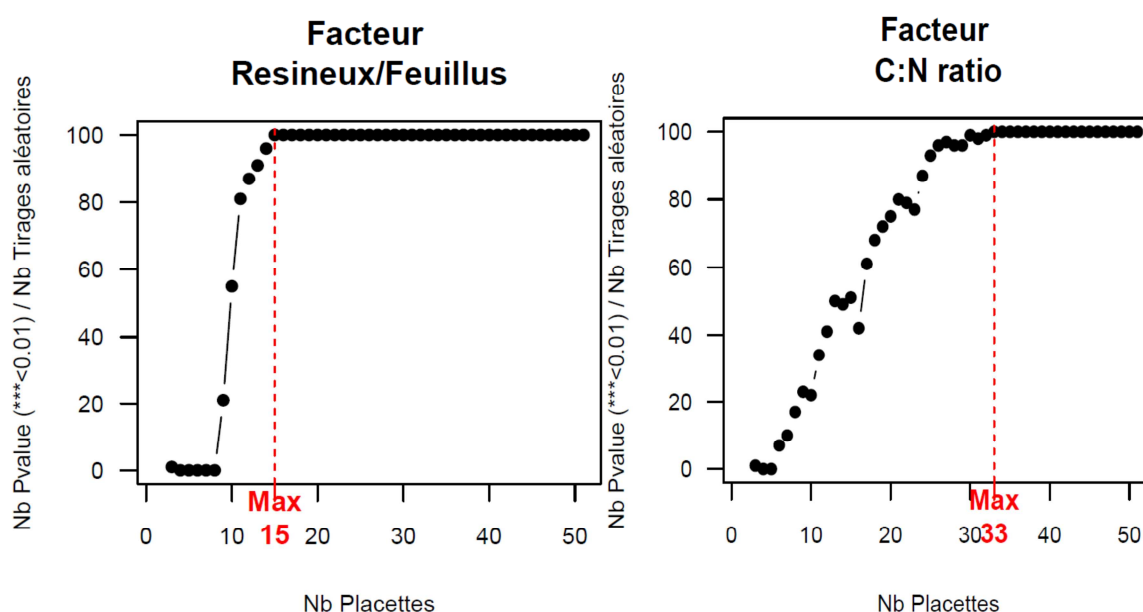 Facteur
Resineux/Feuillus
Nb Pvalue (***<0.01) / Nb Tirages aléatoires
100
80
60
40
20
0
Max
15
0 10 20 30 40 50
Nb Placettes
Facteur
C:N ratio
Nb Pvalue (***<0.01) / Nb Tirages aléatoires
100
80
60
40
20
0
Max
33
0 10 20 30 40 50
Nb Placettes